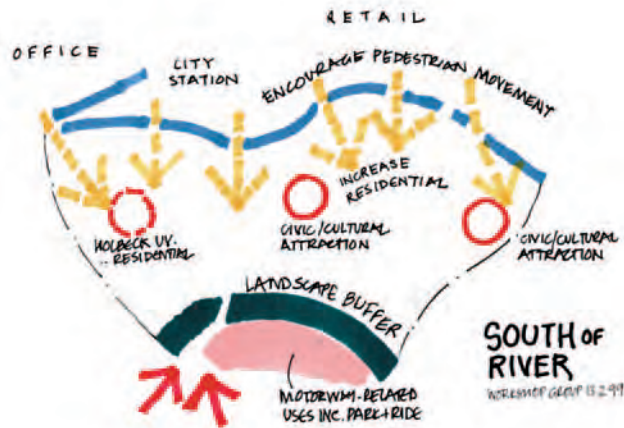 RETAIL
OFFICE
CITY
STATION
ENCOURAGE PEDESTRIAN MOVEMENT
INCREASE
RESIDENTIAL
HOLBECK U.V.
.. RESIDENTIAL
CIVIC/CULTURAL
ATTRACTION
CIVIC/CULTURAL
ATTRACTION
LANDSCAPE BUFFER
SOUTH OF
RIVER
WORKSHOP GROUP 13.2.99
MOTORWAY-RELATED
USES INC. PARK+RIDE